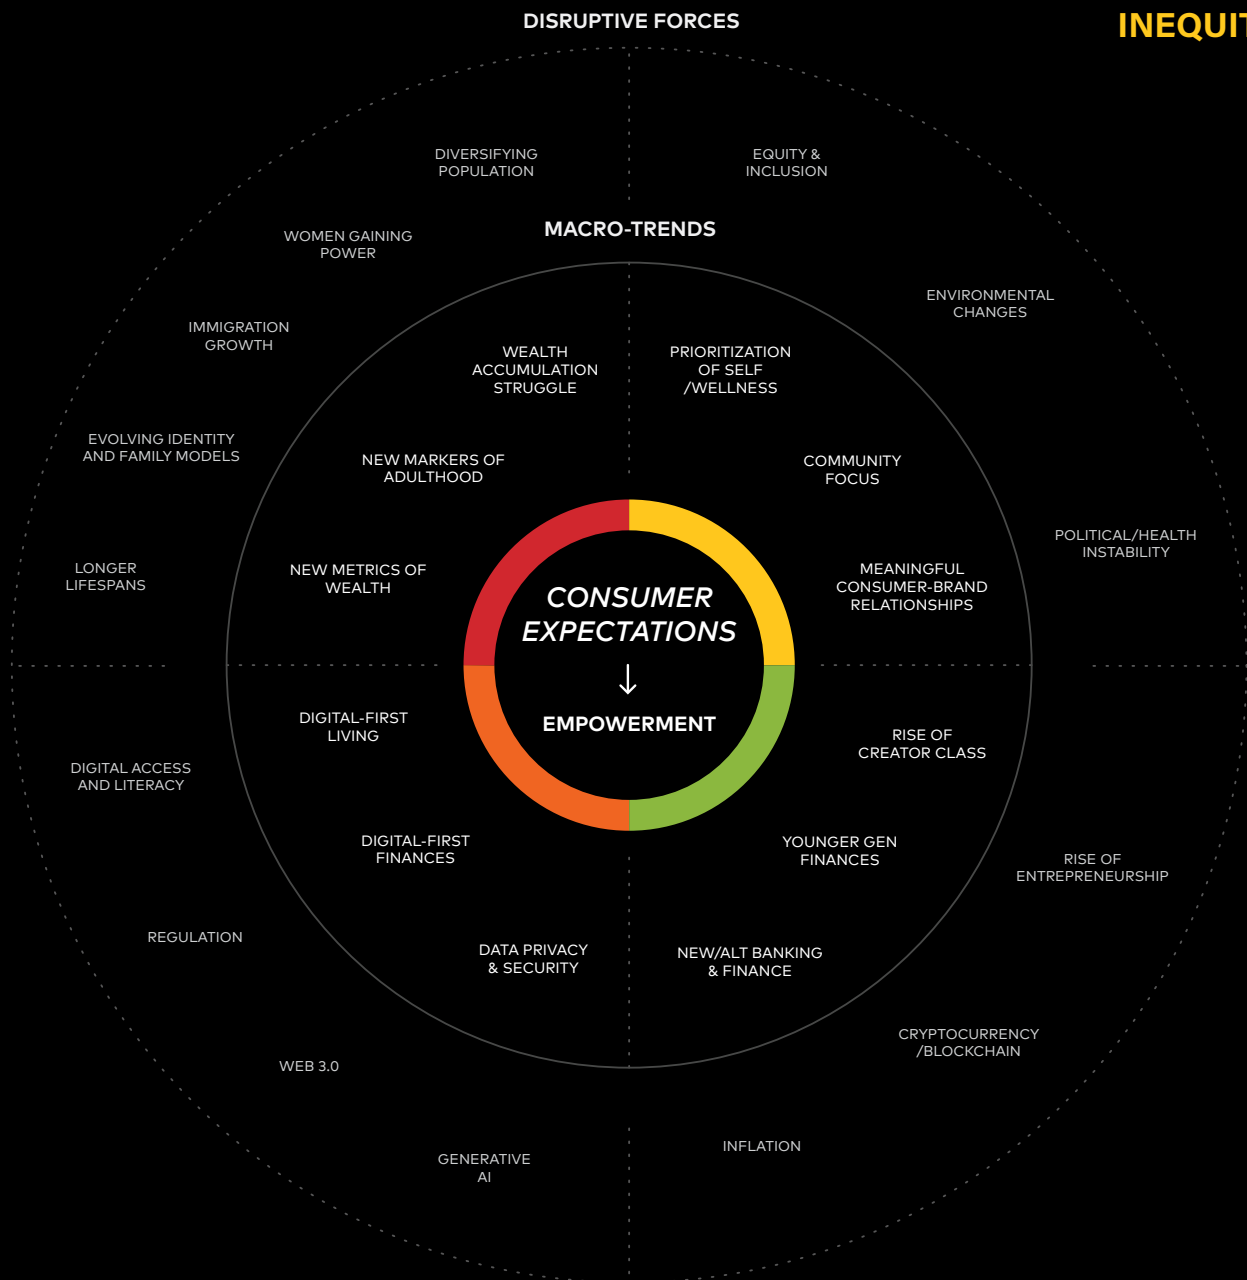 DISRUPTIVE FORCES
INEQUIT
DIVERSIFYING
POPULATION
EQUITY &
INCLUSION
WOMEN GAINING
POWER
MACRO-TRENDS
ENVIRONMENTAL
CHANGES
IMMIGRATION
GROWTH
WEALTH
ACCUMULATION
STRUGGLE
PRIORITIZATION
OF SELF
/WELLNESS
EVOLVING IDENTITY
AND FAMILY MODELS
NEW MARKERS OF
ADULTHOOD
COMMUNITY
FOCUS
LONGER
LIFESPANS
NEW METRICS OF
WEALTH
MEANINGFUL
CONSUMER-BRAND
RELATIONSHIPS
POLITICAL/HEALTH
INSTABILITY
CONSUMER
EXPECTATIONS
↓
EMPOWERMENT
DIGITAL-FIRST
LIVING
RISE OF
CREATOR CLASS
DIGITAL ACCESS
AND LITERACY
DIGITAL-FIRST
FINANCES
YOUNGER GEN
FINANCES
RISE OF
ENTREPRENEURSHIP
REGULATION
DATA PRIVACY
& SECURITY
NEW/ALT BANKING
& FINANCE
WEB 3.0
CRYPTOCURRENCY
/BLOCKCHAIN
GENERATIVE
AI
INFLATION